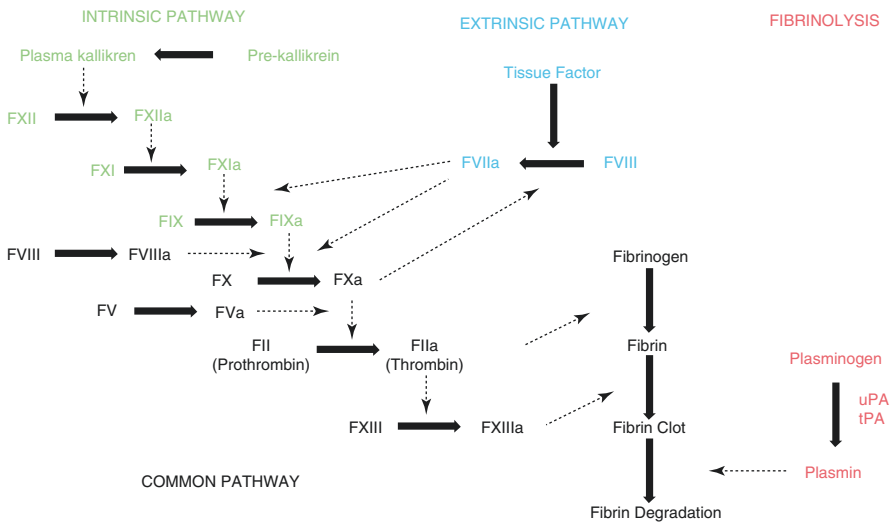 INTRINSIC PATHWAY
EXTRINSIC PATHWAY
FIBRINOLYSIS
Plasma kallikren
Pre-kallikrein
Tissue Factor
FXII
FXIIa
FXI
FXIa
FVIIa
FVIII
FIX
FIXa
FVIII
FVIIIa
FX
FXa
Fibrinogen
FV
FVa
FII
(Prothrombin)
FIIa
(Thrombin)
Fibrin
Plasminogen
uPA
tPA
FXIII
FXIIIa
Fibrin Clot
Plasmin
COMMON PATHWAY
Fibrin Degradation